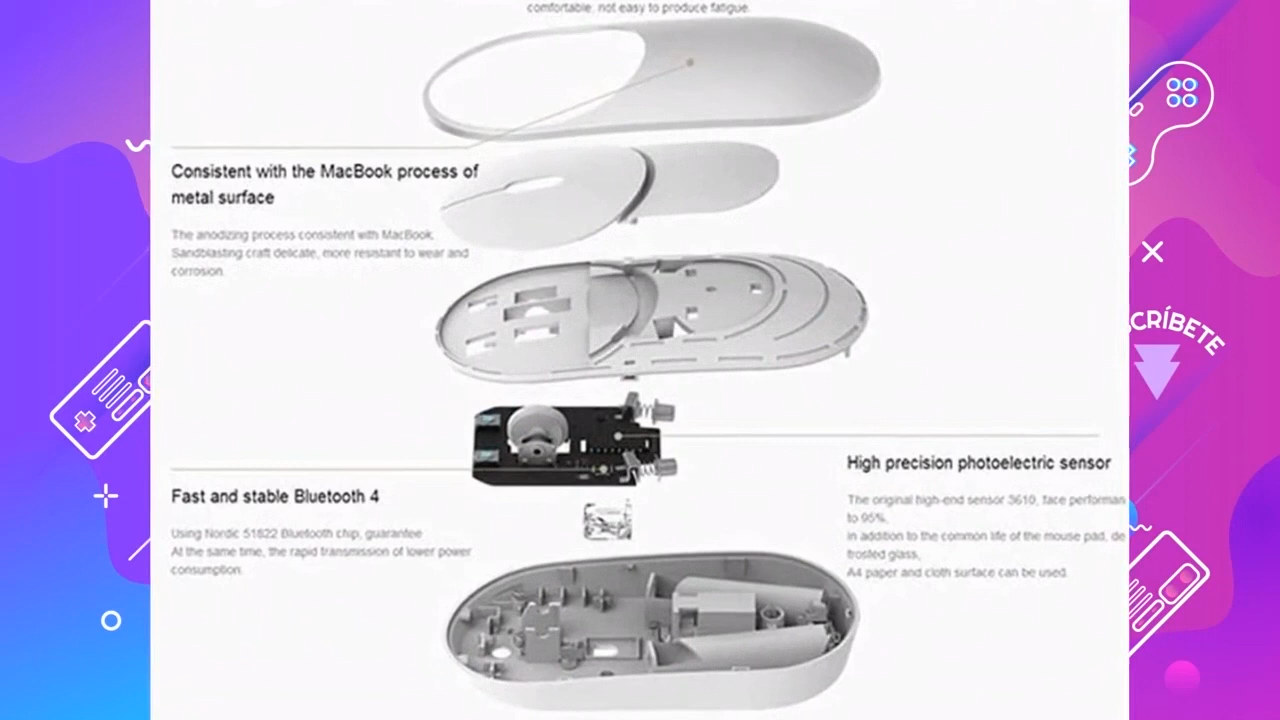 comfortable. not easy to produce fatigue.
Consistent with the MacBook process of
metal surface
The anodizing process consistent with MacBook.
Sandblasting craft delicate, more resistant to wear and
corrosion.
Fast and stable Bluetooth 4
Using Nordic 51822 Bluetooth chip, guarantee
At the same time, the rapid transmission of lower power
consumption.
High precision photoelectric sensor
The original high-end sensor 3610, face performan
to 95%,
in addition to the common life of the mouse pad, de
frosted glass,
A4 paper and cloth surface can be used.
CRÍBETE